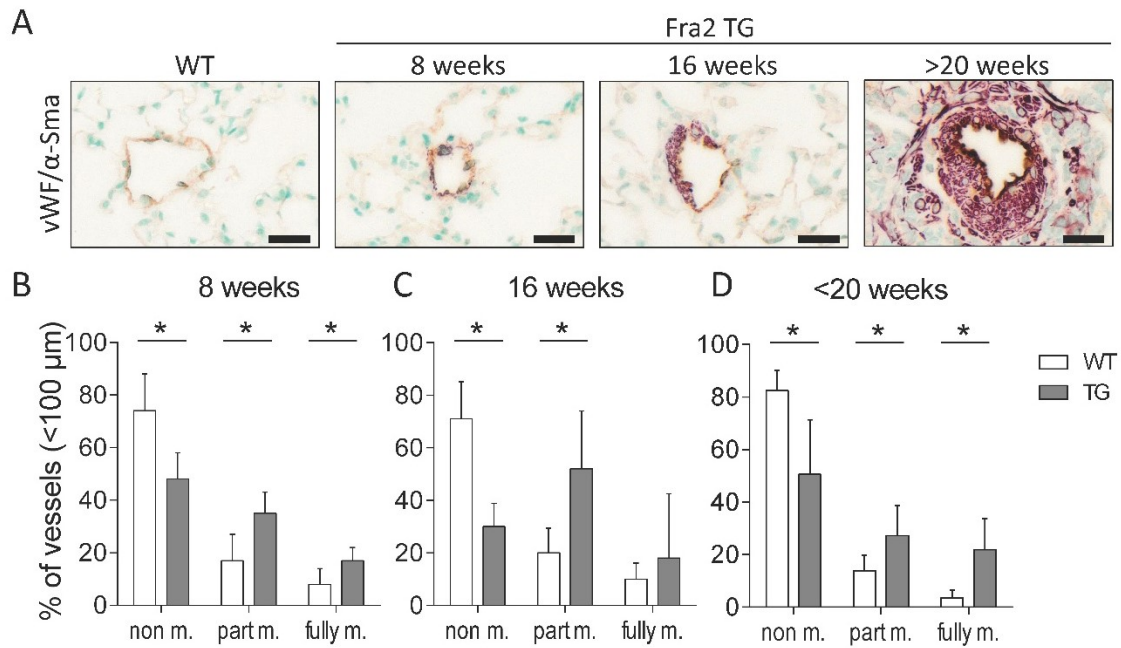 A
Fra2 TG
WT 8 weeks 16 weeks >20 weeks
vWF/α-Sma
B 8 weeks C 16 weeks D <20 weeks
% of vessels (<100 µm)
* * * * * * * *
100 100 100
80 80 80
60 60 60
40 40 40
20 20 20
0 0 0
non m. part m. fully m. non m. part m. fully m. non m. part m. fully m.
WT
TG